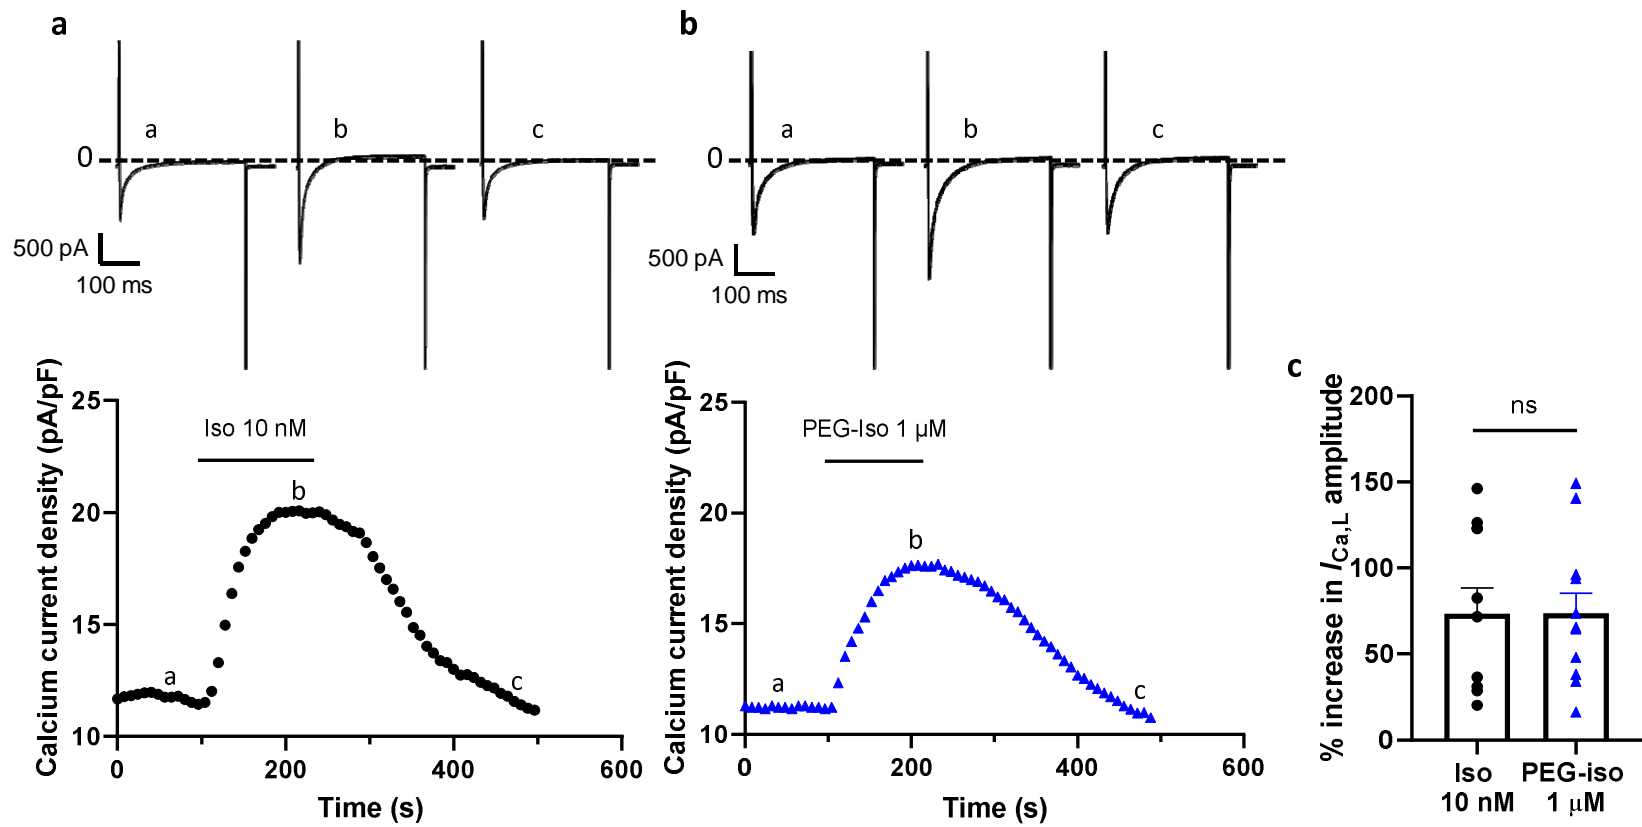 a
a
b
c
0
500 pA
100 ms
Calcium current density (pA/pF)
25
20
15
10
Iso 10 nM
a
b
c
0
200
400
600
Time (s)
b
a
b
c
0
500 pA
100 ms
Calcium current density (pA/pF)
25
20
15
10
PEG-Iso 1 µM
a
b
c
0
200
400
600
Time (s)
c
% increase in I Ca,L amplitude
200
150
100
50
0
ns
Iso
10 nM
PEG-iso
1 µM